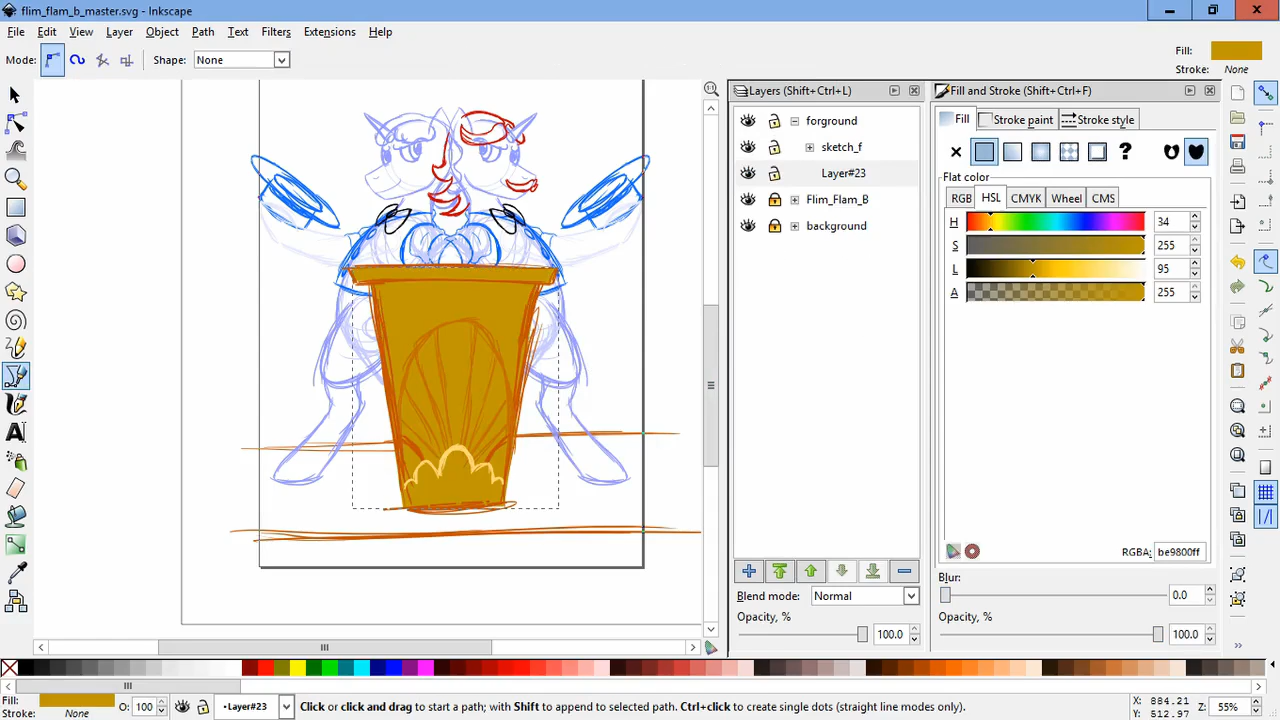 flim_flam_b_master.svg - Inkscape
File Edit View Layer Object Path Text Filters Extensions Help
Mode: Shape: None
Fill:
Stroke: None
Layers (Shift+Ctrl+L)
Fill and Stroke (Shift+Ctrl+F)
forground
sketch_f
Layer#23
Flim_Flam_B
background
Fill Stroke paint Stroke style
?
Flat color
RGB HSL CMYK Wheel CMS
H 34
S 255
L 95
A 255
RGBA: be9800ff
Blend mode: Normal
Opacity, %
100.0
Blur:
0.0
Opacity, %
100.0
Fill:
Stroke: None
O: 100
•Layer#23
Click or click and drag to start a path; with Shift to append to selected path. Ctrl+click to create single dots (straight line modes only).
X: 884.21
Y: 512.97
Z: 55%